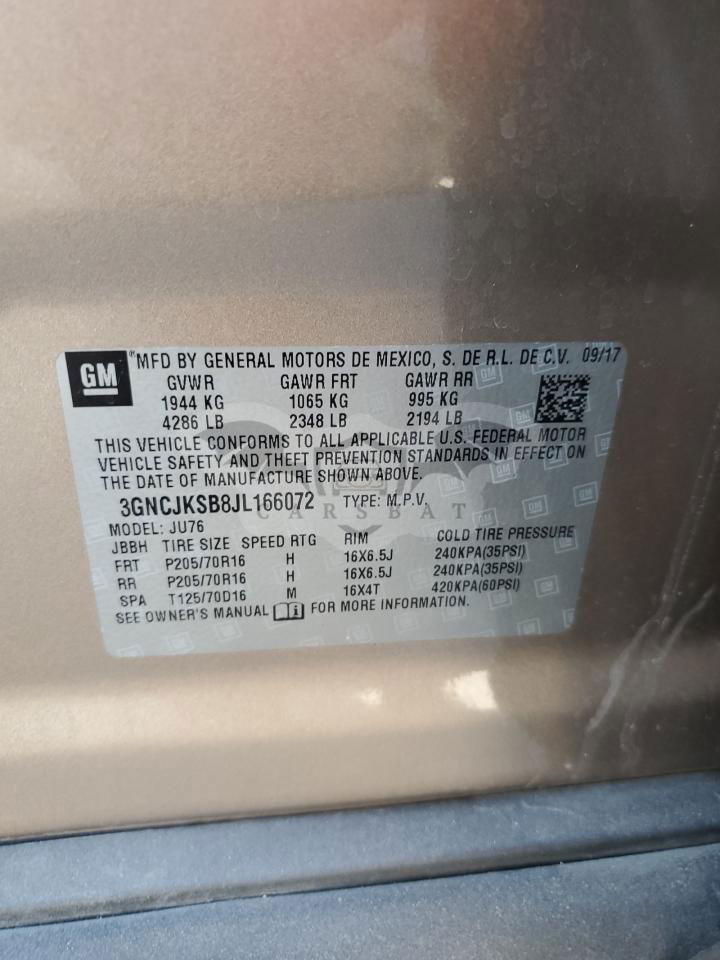 GM
®MFD BY GENERAL MOTORS DE MEXICO, S. DE R.L. DE C.V. 09/17
GVWR GAWR FRT GAWR RR
1944 KG 1065 KG 995 KG
4286 LB 2348 LB 2194 LB
THIS VEHICLE CONFORMS TO ALL APPLICABLE U.S. FEDERAL MOTOR
VEHICLE SAFETY AND THEFT PREVENTION STANDARDS IN EFFECT ON
THE DATE OF MANUFACTURE SHOWN ABOVE.
3GNCJKSB8JL166072 TYPE: M.P.V.
CARSBAT
MODEL: JU76
JBBH TIRE SIZE SPEED RTG RIM COLD TIRE PRESSURE
FRT P205/70R16 H 16X6.5J 240KPA(35PSI)
RR P205/70R16 H 16X6.5J 240KPA(35PSI)
SPA T125/70D16 M 16X4T 420KPA(60PSI)
SEE OWNER'S MANUAL i FOR MORE INFORMATION.